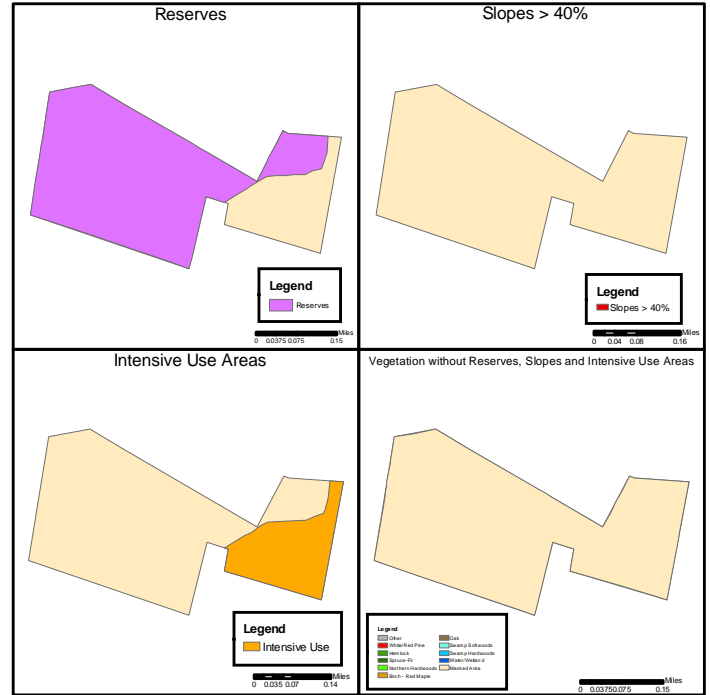 Reserves
Legend
Reserves
Miles
0 0.0375 0.075 0.15
Slopes > 40%
Legend
Slopes > 40%
Miles
0 0.04 0.08 0.16
Intensive Use Areas
Legend
Intensive Use
Miles
0 0.035 0.07 0.14
Vegetation without Reserves, Slopes and Intensive Use Areas
Legend
Other
White/Red Pine
Hemlock
Spruce-Fir
Northern Hardwoods
Birch - Red Maple
Oak
Swamp Softwoods
Swamp Hardwoods
Water/Wetland
Masked Area
Miles
0 0.0375 0.075 0.15